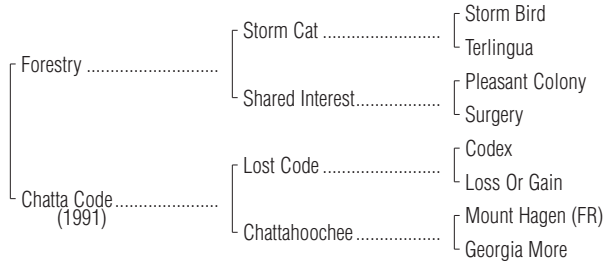 Storm Bird
Storm Cat ........................
Terlingua
Forestry ...........................
Pleasant Colony
Shared Interest..............
Surgery
Codex
Lost Code ........................
Loss Or Gain
Chatta Code .....................
(1991)
Mount Hagen (FR)
Chattahoochee................
Georgia More